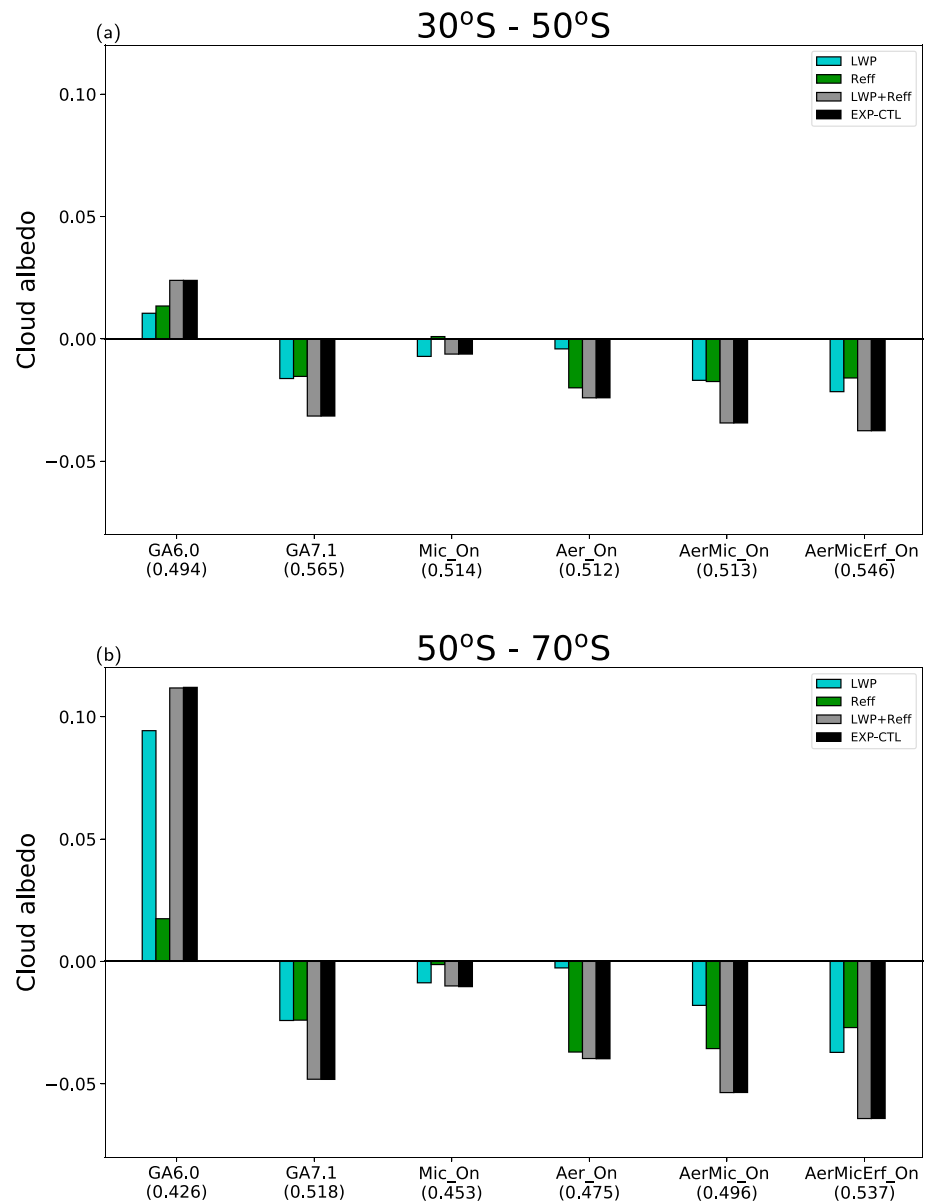 (a)
30°S - 50°S
LWP
Reff
LWP+Reff
EXP-CTL
Cloud albedo
0.10
0.05
0.00
−0.05
GA6.0 GA7.1 Mic_On Aer_On AerMic_On AerMicErf_On
(0.494) (0.565) (0.514) (0.512) (0.513) (0.546)
(b)
50°S - 70°S
LWP
Reff
LWP+Reff
EXP-CTL
Cloud albedo
0.10
0.05
0.00
−0.05
GA6.0 GA7.1 Mic_On Aer_On AerMic_On AerMicErf_On
(0.426) (0.518) (0.453) (0.475) (0.496) (0.537)